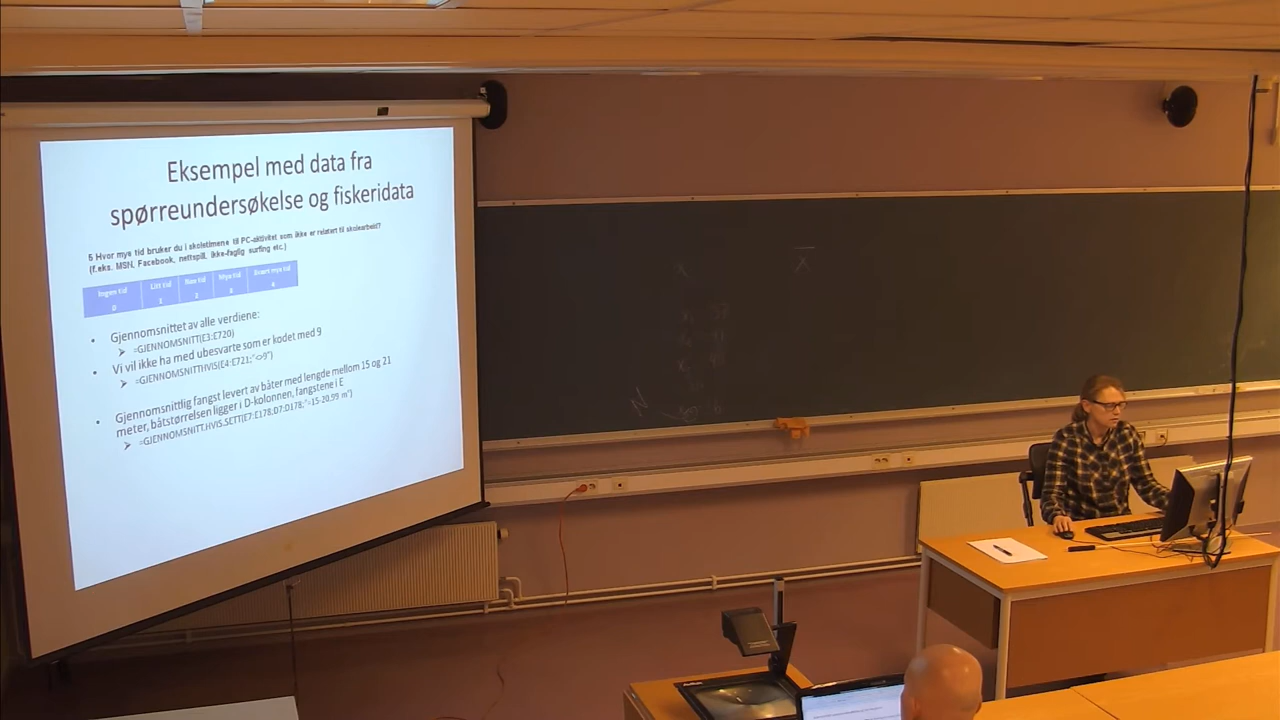 Eksempel med data fra
spørreundersøkelse og fiskeridata
5 Hvor mye tid bruker du i skoletimene til PC-aktivitet som ikke er relatert til skolearbeid?
(f.eks. MSN, Facebook, nettspill, ikke-faglig surfing etc.)
Ingen tid Litt tid Noe tid Mye tid Svært mye tid
0 1 2 3 4
• Gjennomsnittet av alle verdiene:
➢ =GJENNOMSNITT(E3:E720)
• Vi vil ikke ha med ubesvarte som er kodet med 9
➢ =GJENNOMSNITTHVIS(E4:E721;"<>9")
• Gjennomsnittlig fangst levert av båter med lengde mellom 15 og 21
meter, båtstørrelsen ligger i D-kolonnen, fangstene i E
➢ =GJENNOMSNITT.HVIS.SETT(E7:E178;D7:D178;"=15-20.99 m")
X
N